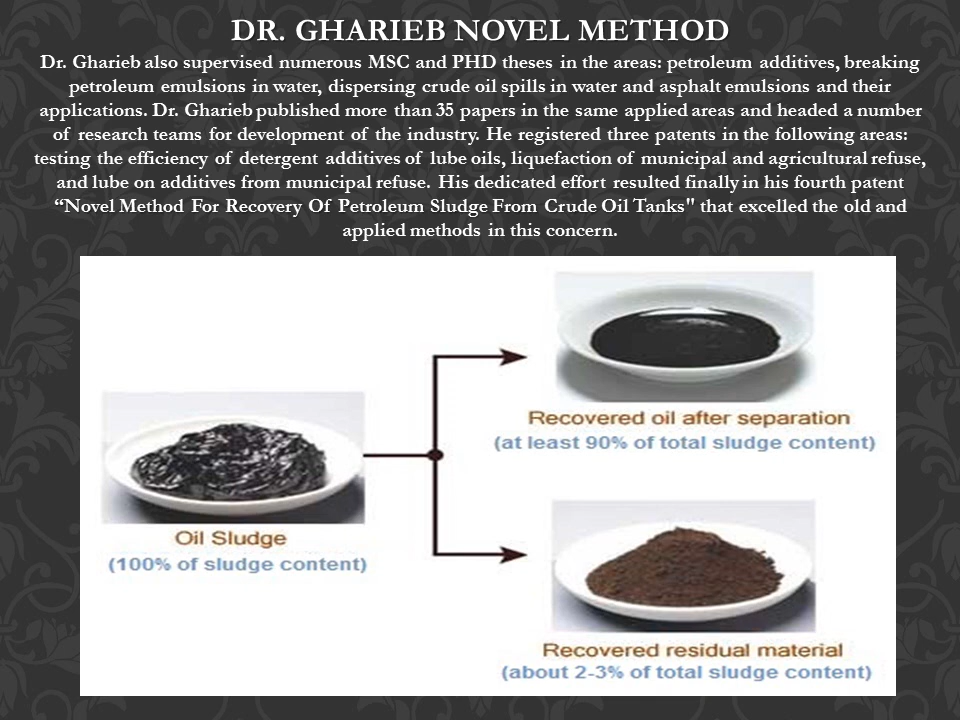 DR. GHARIEB NOVEL METHOD
Dr. Gharieb also supervised numerous MSC and PHD theses in the areas: petroleum additives, breaking
petroleum emulsions in water, dispersing crude oil spills in water and asphalt emulsions and their
applications. Dr. Gharieb published more than 35 papers in the same applied areas and headed a number
of research teams for development of the industry. He registered three patents in the following areas:
testing the efficiency of detergent additives of lube oils, liquefaction of municipal and agricultural refuse,
and lube on additives from municipal refuse. His dedicated effort resulted finally in his fourth patent
“Novel Method For Recovery Of Petroleum Sludge From Crude Oil Tanks" that excelled the old and
applied methods in this concern.
Recovered oil after separation
(at least 90% of total sludge content)
Oil Sludge
(100% of sludge content)
Recovered residual material
(about 2-3% of total sludge content)